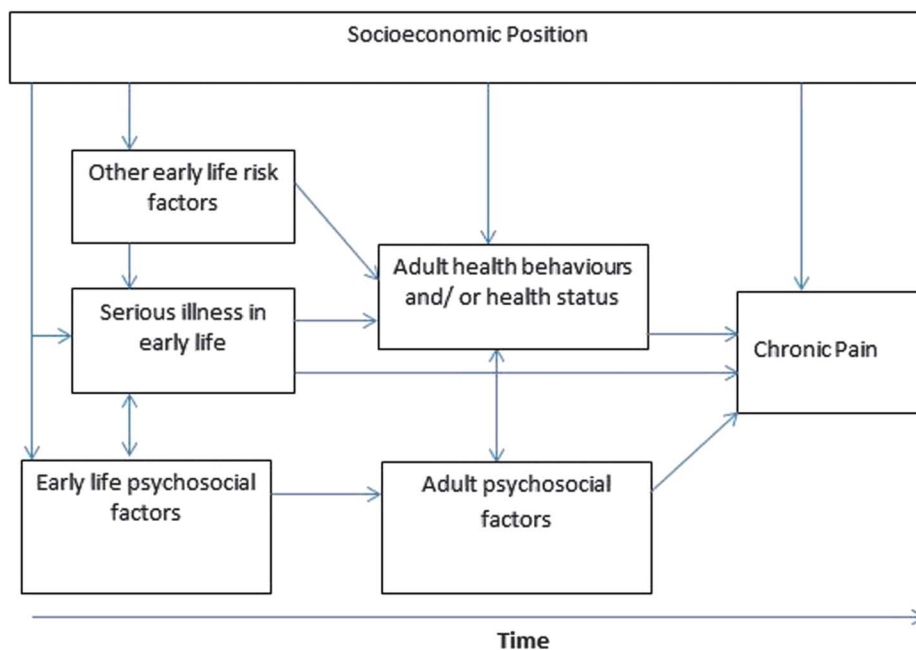 Socioeconomic Position
Other early life risk
factors
Adult health behaviours
and/ or health status
Serious illness in
early life
Chronic Pain
Early life psychosocial
factors
Adult psychosocial
factors
Time